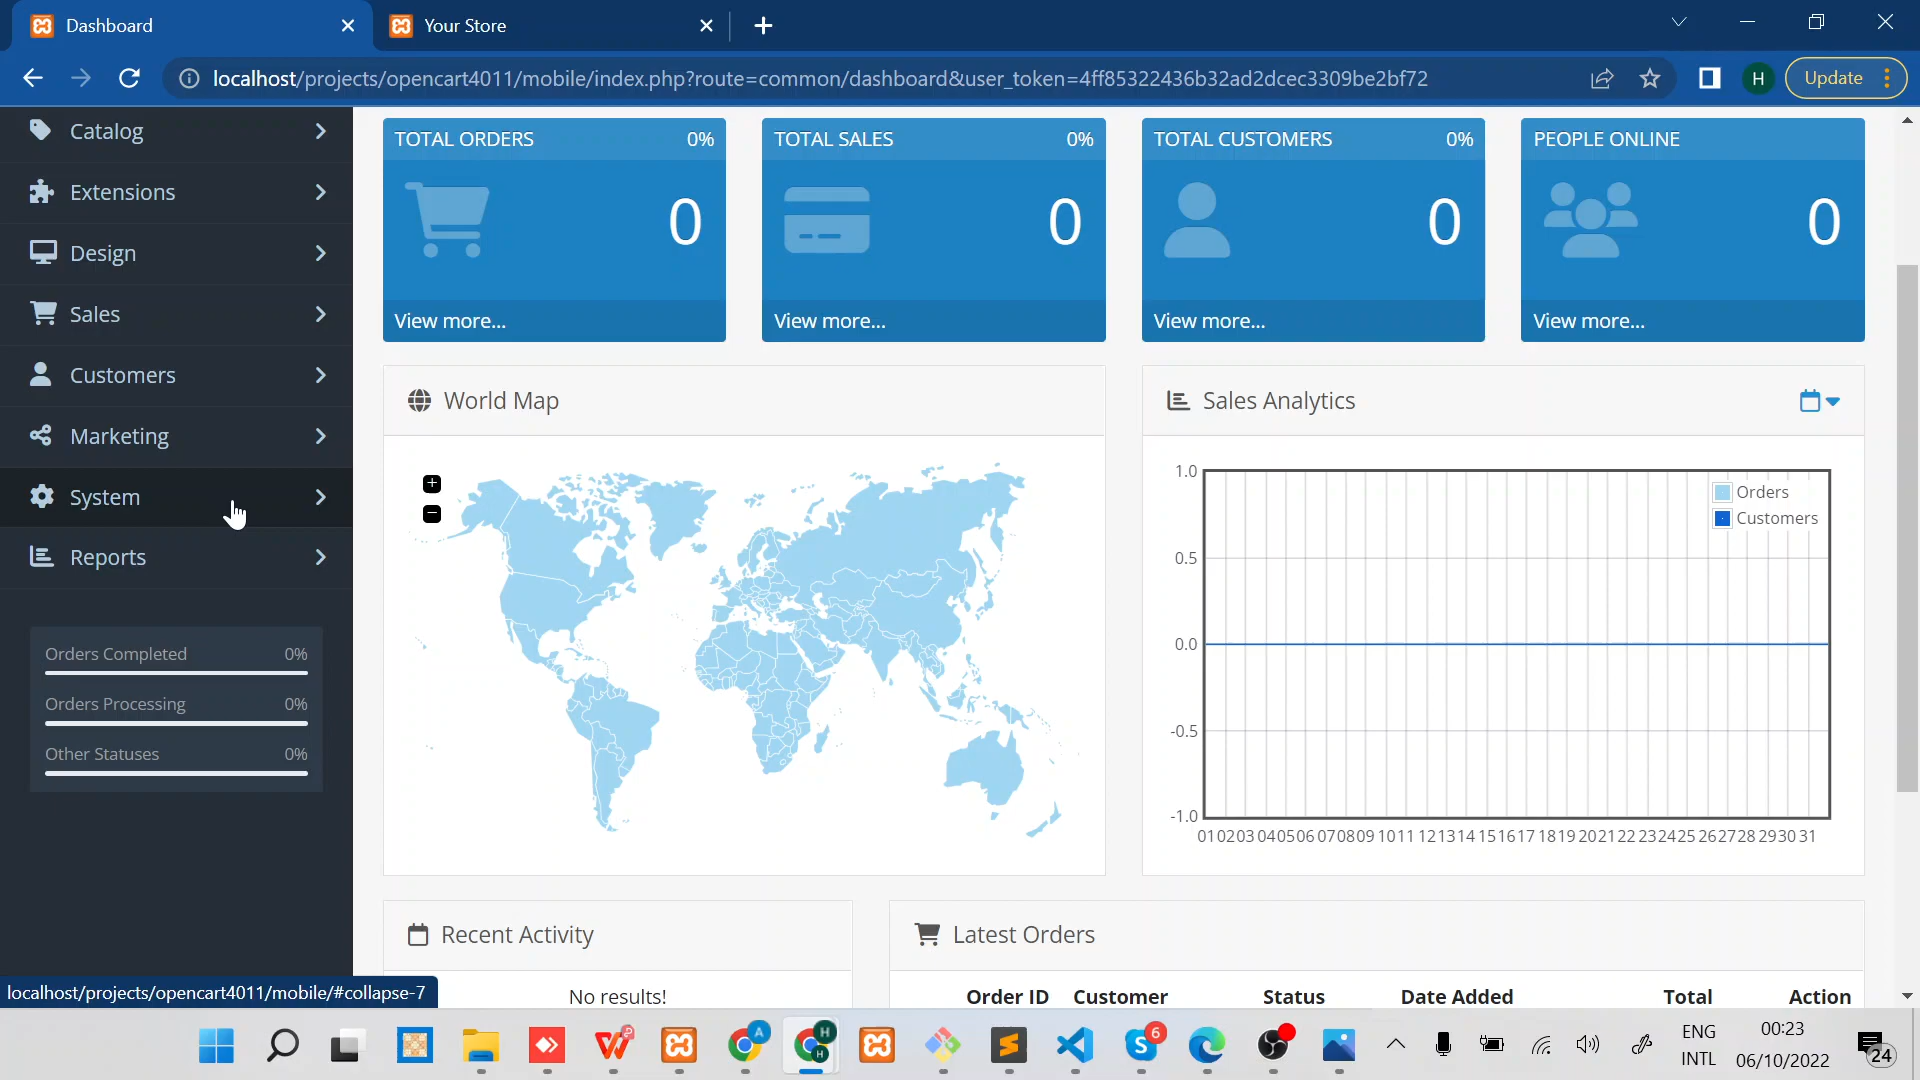 Dashboard
Your Store
localhost/projects/opencart4011/mobile/index.php?route=common/dashboard&user_token=4ff85322436b32ad2dcec3309be2bf72
H
Update
Catalog
Extensions
Design
Sales
Customers
Marketing
System
Reports
Orders Completed 0%
Orders Processing 0%
Other Statuses 0%
TOTAL ORDERS 0%
0
View more...
TOTAL SALES 0%
0
View more...
TOTAL CUSTOMERS 0%
0
View more...
PEOPLE ONLINE
0
View more...
World Map
+
−
Sales Analytics
Orders
Customers
1.0
0.5
0.0
-0.5
-1.0
01 02 03 04 05 06 07 08 09 10 11 12 13 14 15 16 17 18 19 20 21 22 23 24 25 26 27 28 29 30 31
Recent Activity
No results!
Latest Orders
Order ID Customer Status Date Added Total Action
localhost/projects/opencart4011/mobile/#collapse-7
A
H
H
6
ENG
INTL
00:23
06/10/2022
24